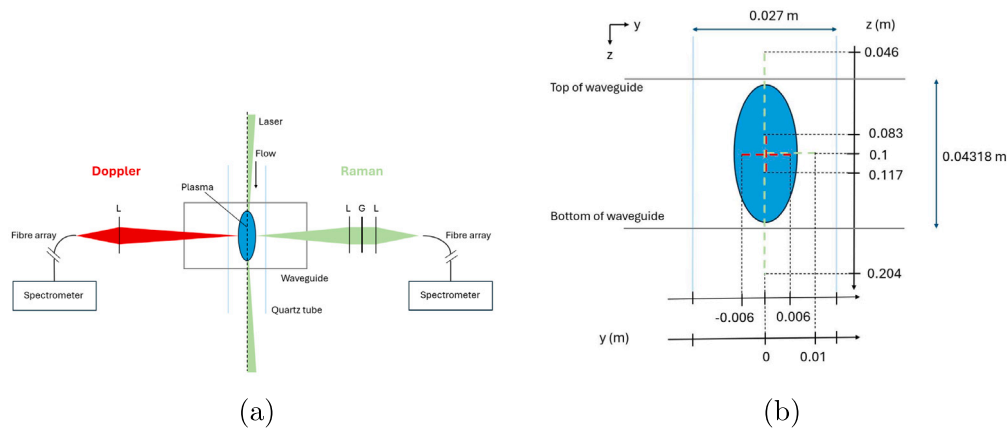 Laser
Flow
Doppler
Raman
Plasma
L
L G L
Fibre array
Fibre array
Waveguide
Spectrometer
Spectrometer
Quartz tube
(a)
0.027 m
y
z
z (m)
0.046
Top of waveguide
0.083
0.1
0.04318 m
0.117
Bottom of waveguide
0.204
-0.006
0.006
y (m)
0
0.01
(b)